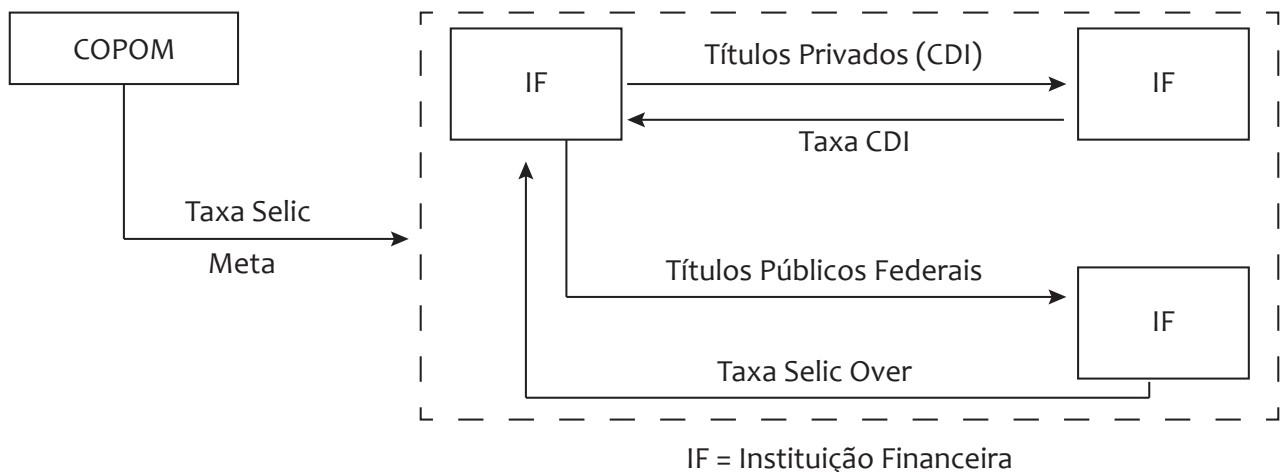 COPOM
IF
Títulos Privados (CDI)
IF
Taxa CDI
Taxa Selic
Meta
Títulos Públicos Federais
IF
Taxa Selic Over
IF = Instituição Financeira